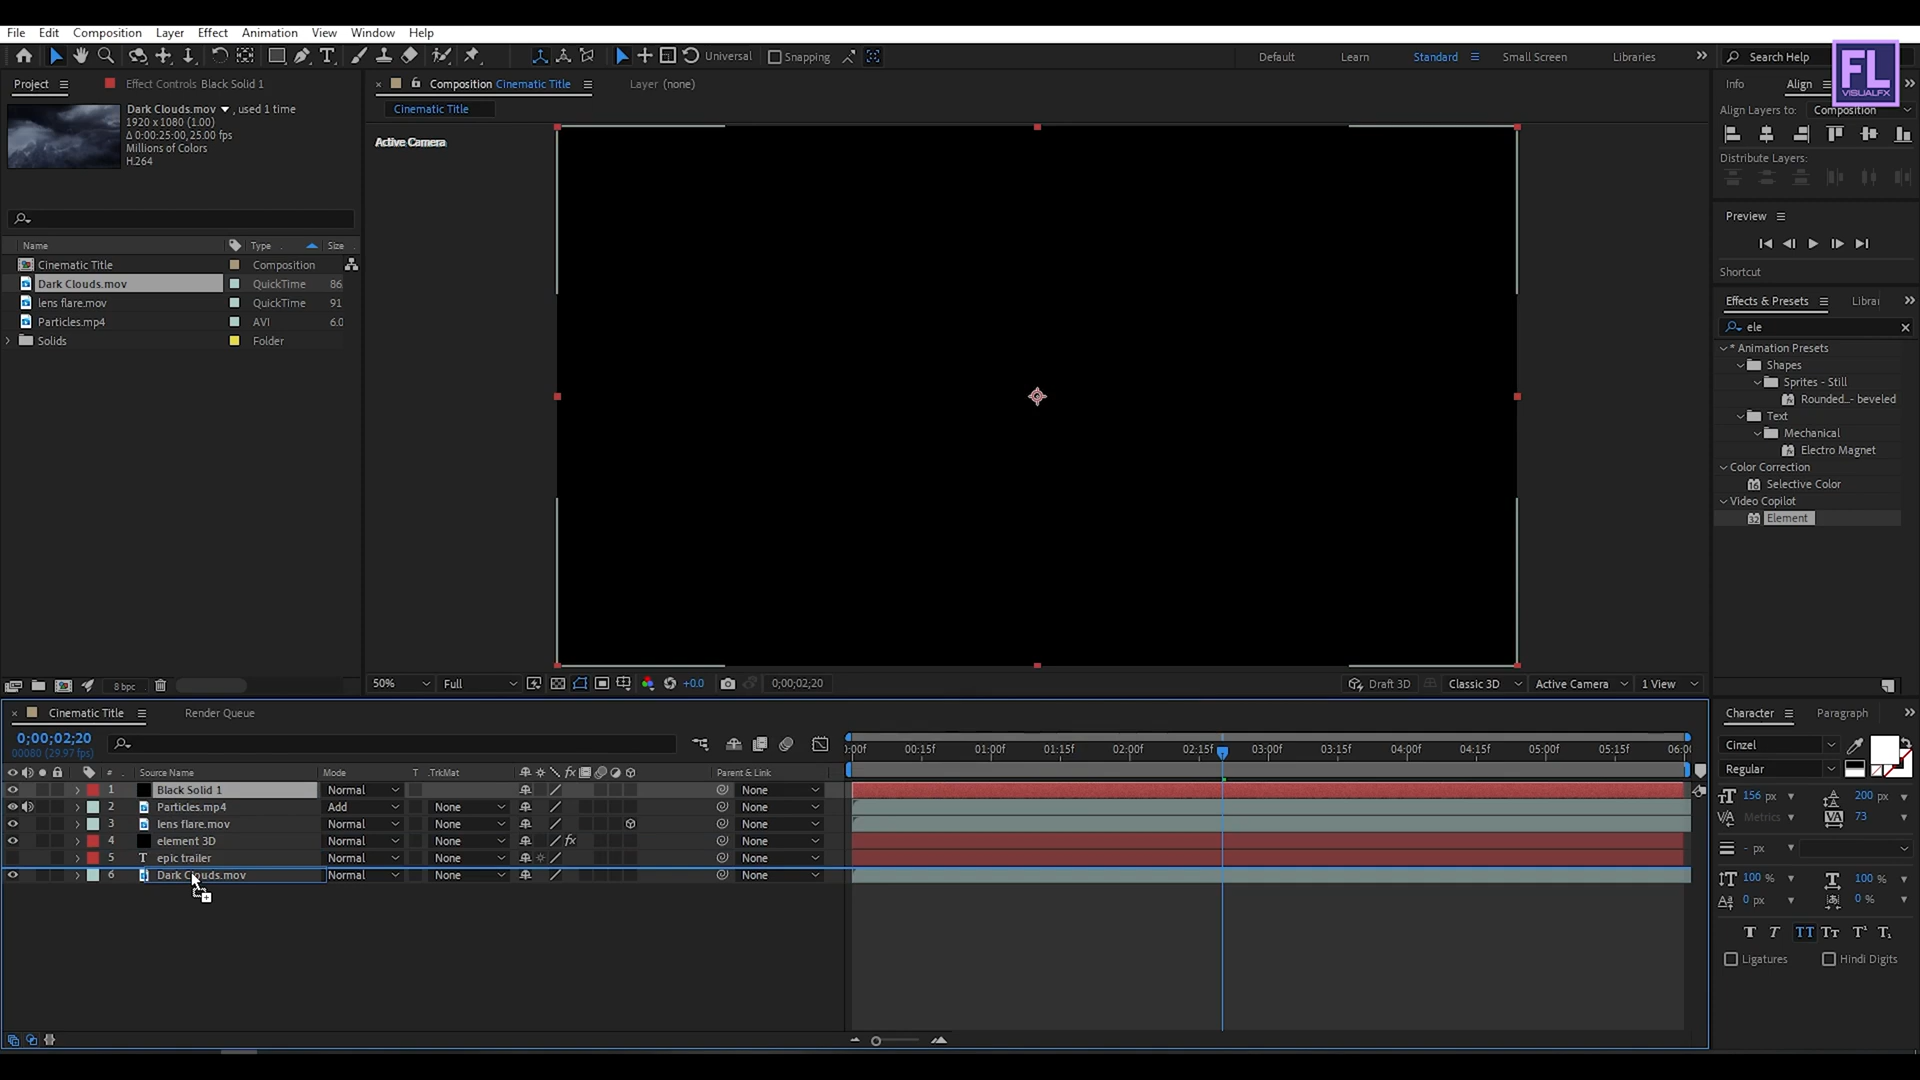 File Edit Composition Layer Effect Animation View Window Help
Universal Snapping Default Learn Standard Small Screen Libraries Search Help
FL
VISUALFX
Project Effect Controls Black Solid 1
Dark Clouds.mov , used 1 time
1920 x 1080 (1.00)
Δ 0:00:25:00, 25.00 fps
Millions of Colors
H.264
Name Type Size
Cinematic Title Composition
Dark Clouds.mov QuickTime 86
lens flare.mov QuickTime 91
Particles.mp4 AVI 6.0
Solids Folder
8 bpc
Composition Cinematic Title Layer (none)
Cinematic Title
Active Camera
50% Full +0.0 0;00;02;20 Draft 3D Classic 3D Active Camera 1 View
Info Align
Align Layers to: Composition
Distribute Layers:
Preview
Shortcut
Effects & Presets Librai
ele
* Animation Presets
Shapes
Sprites - Still
Rounded...- beveled
Text
Mechanical
Electro Magnet
Color Correction
Selective Color
Video Copilot
Element
Cinematic Title Render Queue
0;00;02;20
00080 (29.97 fps)
:00f 00:15f 01:00f 01:15f 02:00f 02:15f 03:00f 03:15f 04:00f 04:15f 05:00f 05:15f 06:00
# Source Name Mode T .TrkMat fx Parent & Link
1 Black Solid 1 Normal None
2 Particles.mp4 Add None None
3 lens flare.mov Normal None None
4 element 3D Normal None fx None
5 T epic trailer Normal None None
6 Dark Clouds.mov Normal None None
Character Paragraph
Cinzel
Regular
156 px 200 px
Metrics 73
- px
100 % 100 %
0 px 0 %
T T TT Tt T¹ T₁
Ligatures Hindi Digits